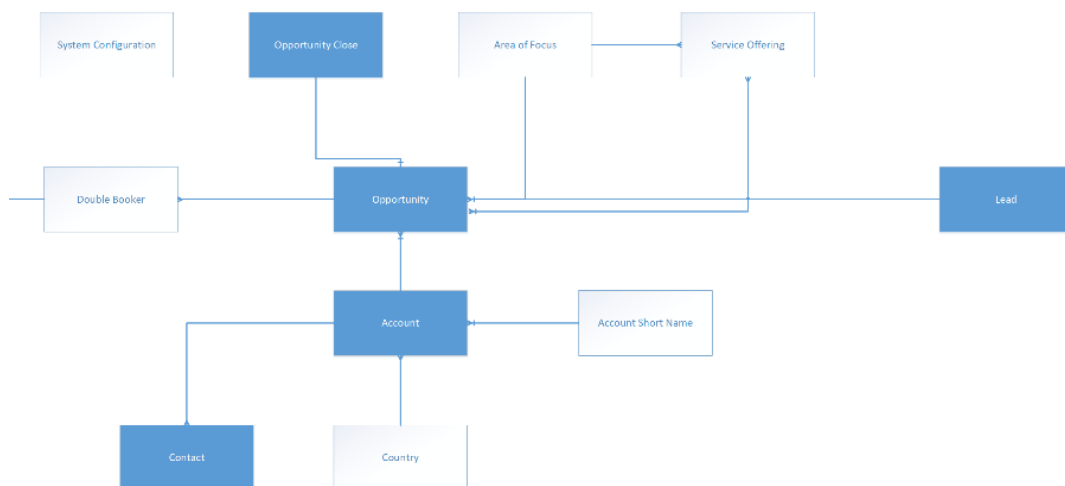 System Configuration
Opportunity Close
Area of Focus
Service Offering
Double Booker
Opportunity
Lead
Account
Account Short Name
Contact
Country